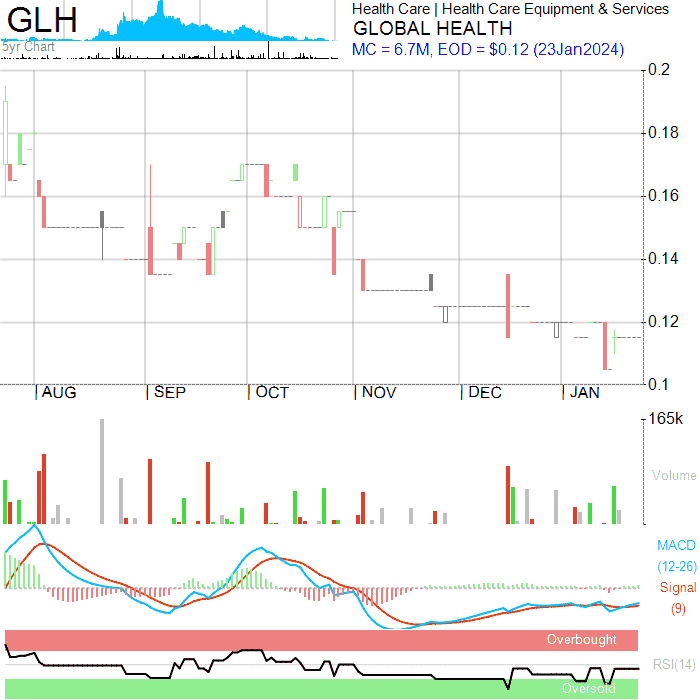 GLH
Health Care | Health Care Equipment & Services
GLOBAL HEALTH
5yr Chart
MC = 6.7M, EOD = $0.12 (23Jan2024)
0.2
0.18
0.16
0.14
0.12
0.1
AUG
SEP
OCT
NOV
DEC
JAN
165k
Volume
MACD
(12-26)
Signal
(9)
Overbought
RSI(14)
Oversold